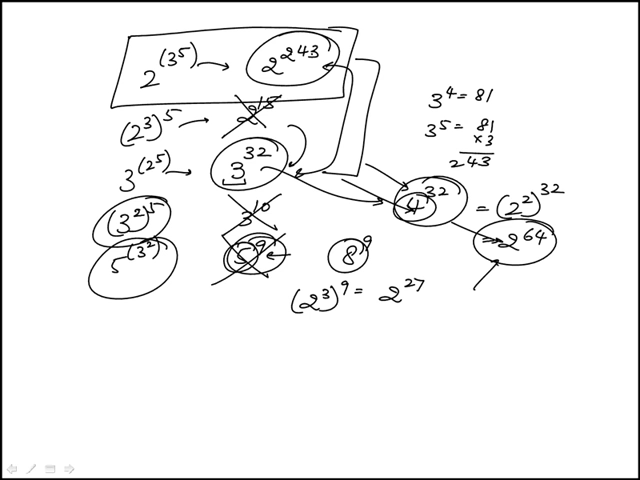 2^(3^5) → 2^243
(2^3)^5 → 2^15
3^(2^5) → 3^32
(3^2)^5 3^10
5^(3^2) 5^9 ← 8^9
(2^3)^9 = 2^27
3^4 = 81
3^5 = 81
×3
243
4^32 = (2^2)^32
= 2^64